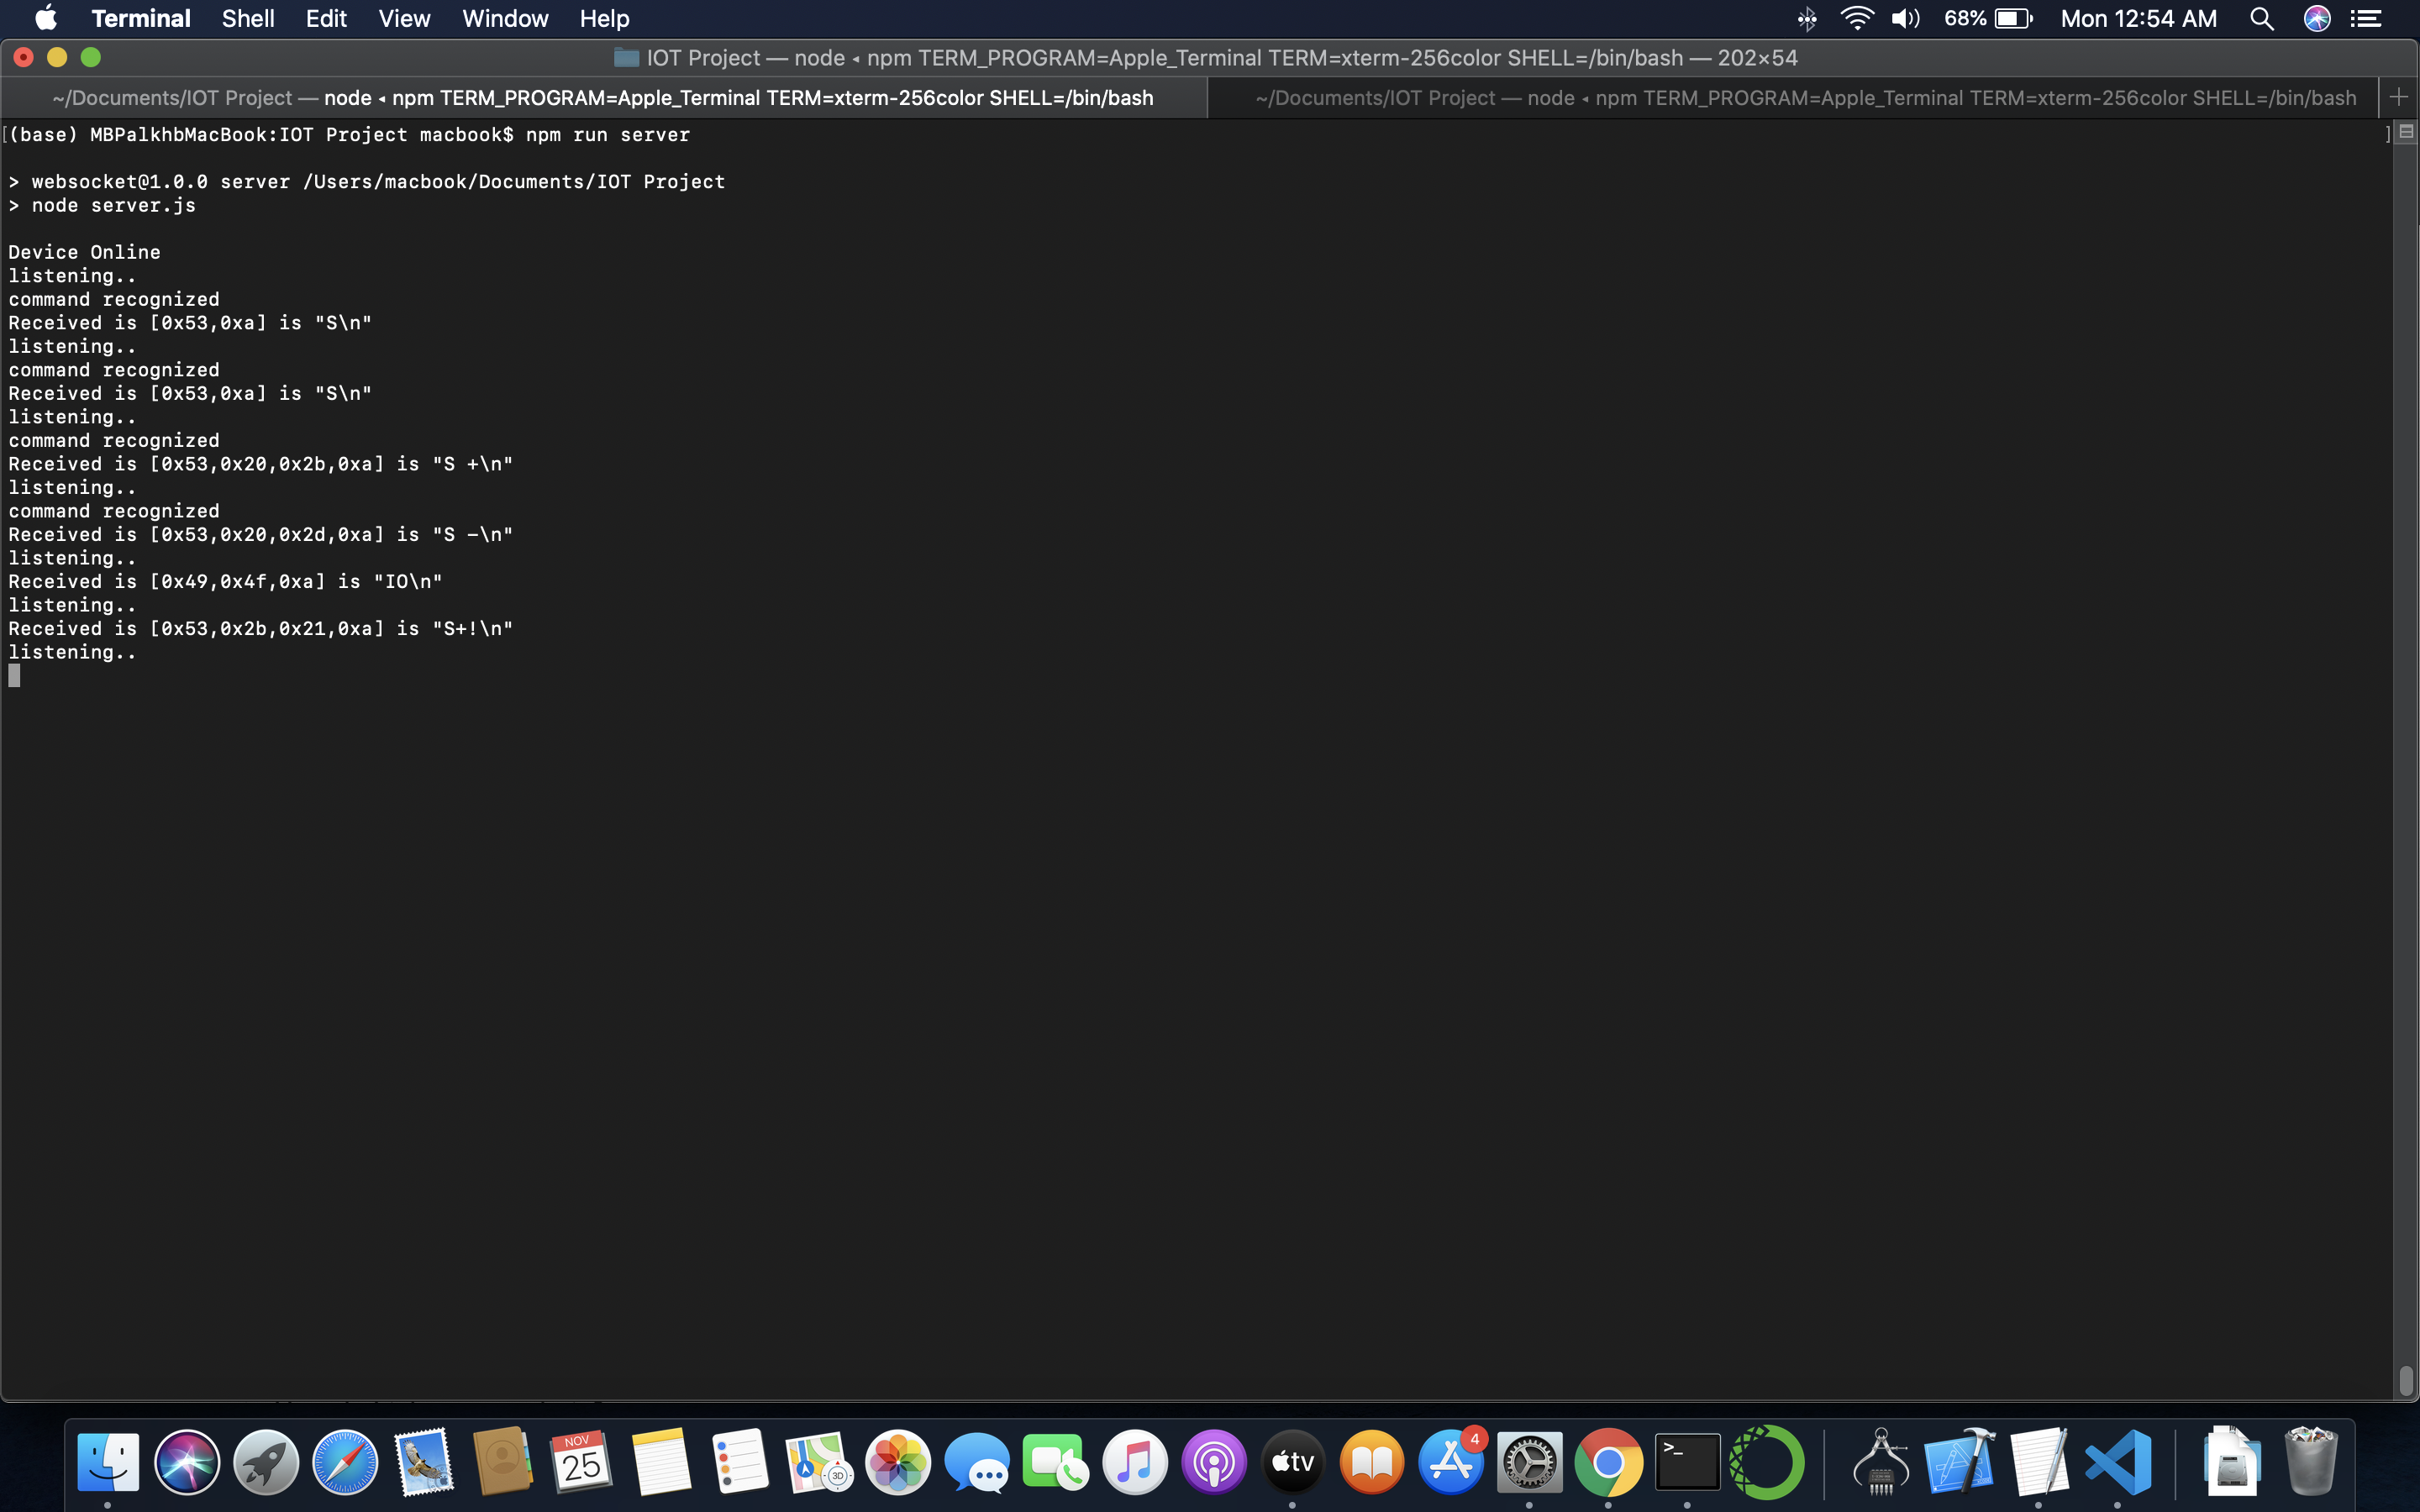 Terminal Shell Edit View Window Help 68% Mon 12:54 AM
IOT Project — node ◂ npm TERM_PROGRAM=Apple_Terminal TERM=xterm-256color SHELL=/bin/bash — 202×54
~/Documents/IOT Project — node ◂ npm TERM_PROGRAM=Apple_Terminal TERM=xterm-256color SHELL=/bin/bash
~/Documents/IOT Project — node ◂ npm TERM_PROGRAM=Apple_Terminal TERM=xterm-256color SHELL=/bin/bash +
[(base) MBPalkhbMacBook:IOT Project macbook$ npm run server ]
> websocket@1.0.0 server /Users/macbook/Documents/IOT Project
> node server.js
Device Online
listening..
command recognized
Received is [0x53,0xa] is "S\n"
listening..
command recognized
Received is [0x53,0xa] is "S\n"
listening..
command recognized
Received is [0x53,0x20,0x2b,0xa] is "S +\n"
listening..
command recognized
Received is [0x53,0x20,0x2d,0xa] is "S -\n"
listening..
Received is [0x49,0x4f,0xa] is "IO\n"
listening..
Received is [0x53,0x2b,0x21,0xa] is "S+!\n"
listening..
NOV
25
3D
tv
4
>_